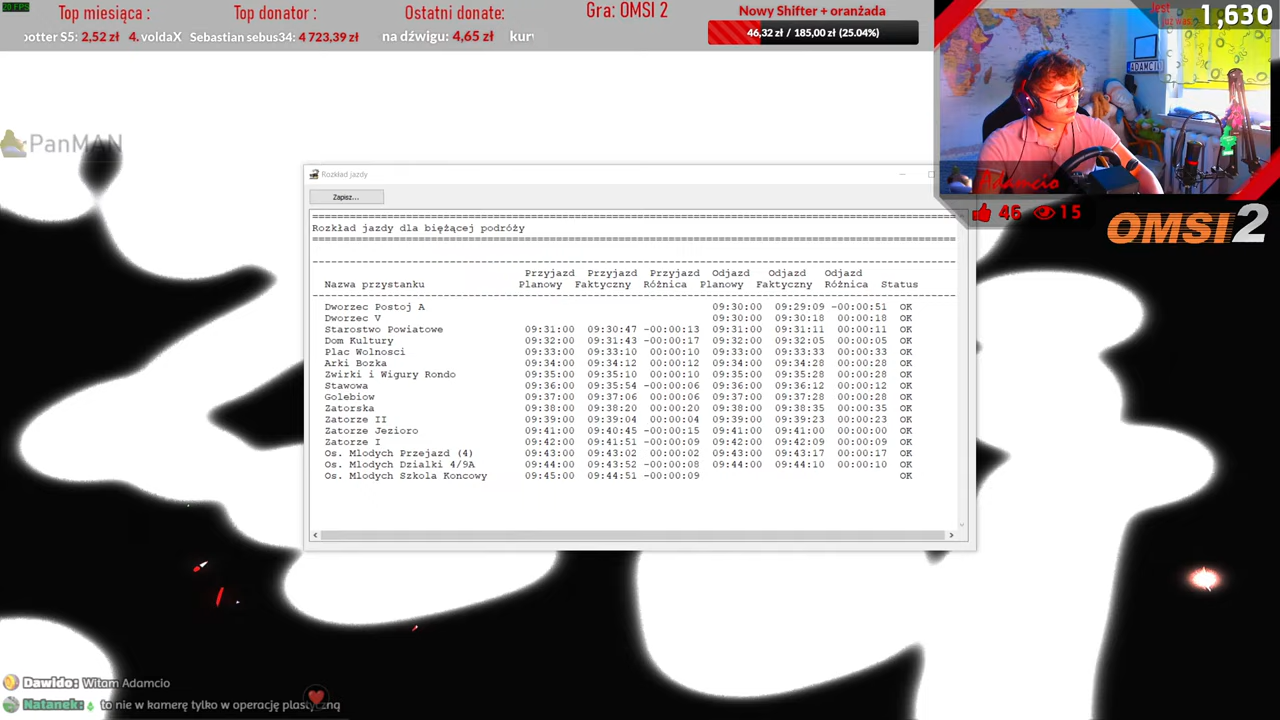 20 FPS
Top miesiąca :
Top donator :
Ostatni donate:
Gra: OMSI 2
Nowy Shifter + oranżada
Jest
już was:
1,630
potter S5: 2,52 zł 4. voldaX
Sebastian sebus34: 4 723,39 zł
na dźwigu: 4,65 zł
46,32 zł / 185,00 zł (25.04%)
ADAMCIO
PanMAN
Adamcio
46
15
OMSI 2
Rozkład jazdy
Zapisz...
Rozkład jazdy dla biężącej podróży
Przyjazd Przyjazd Przyjazd Odjazd Odjazd Odjazd
Nazwa przystanku Planowy Faktyczny Różnica Planowy Faktyczny Różnica Status
Dworzec Postoj A 09:30:00 09:29:09 -00:00:51 OK
Dworzec V 09:30:00 09:30:18 00:00:18 OK
Starostwo Powiatowe 09:31:00 09:30:47 -00:00:13 09:31:00 09:31:11 00:00:11 OK
Dom Kultury 09:32:00 09:31:43 -00:00:17 09:32:00 09:32:05 00:00:05 OK
Plac Wolnosci 09:33:00 09:33:10 00:00:10 09:33:00 09:33:33 00:00:33 OK
Arki Bozka 09:34:00 09:34:12 00:00:12 09:34:00 09:34:28 00:00:28 OK
Zwirki i Wigury Rondo 09:35:00 09:35:10 00:00:10 09:35:00 09:35:28 00:00:28 OK
Stawowa 09:36:00 09:35:54 -00:00:06 09:36:00 09:36:12 00:00:12 OK
Golebiow 09:37:00 09:37:06 00:00:06 09:37:00 09:37:28 00:00:28 OK
Zatorska 09:38:00 09:38:20 00:00:20 09:38:00 09:38:35 00:00:35 OK
Zatorze II 09:39:00 09:39:04 00:00:04 09:39:00 09:39:23 00:00:23 OK
Zatorze Jezioro 09:41:00 09:40:45 -00:00:15 09:41:00 09:41:00 00:00:00 OK
Zatorze I 09:42:00 09:41:51 -00:00:09 09:42:00 09:42:09 00:00:09 OK
Os. Mlodych Przejazd (4) 09:43:00 09:43:02 00:00:02 09:43:00 09:43:17 00:00:17 OK
Os. Mlodych Dzialki 4/9A 09:44:00 09:43:52 -00:00:08 09:44:00 09:44:10 00:00:10 OK
Os. Mlodych Szkola Koncowy 09:45:00 09:44:51 -00:00:09 OK
Dawido: Witam Adamcio
Natanek: to nie w kamerę tylko w operację plastyczną